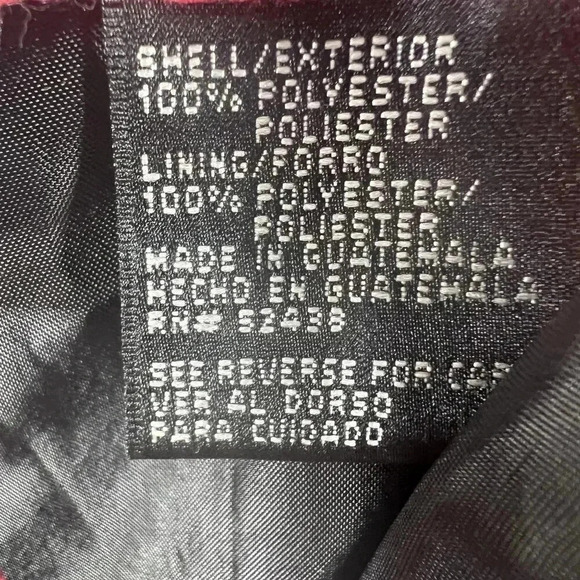 SHELL/EXTERIOR
100% POLYESTER/
POLIESTER
LINING/FORRO
100% POLYESTER/
POLIESTER
MADE IN GUATEMALA
HECHO EN GUATEMALA
RN# 52439
SEE REVERSE FOR
VER AL DORSO
PARA CUIDADO